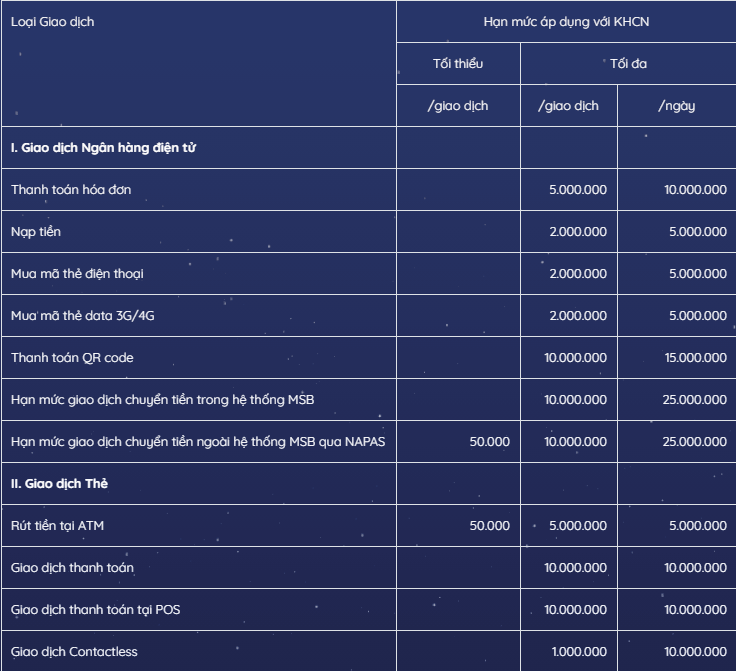 Loại Giao dịch
Hạn mức áp dụng với KHCN
Tối thiểu
Tối đa
/giao dịch
/giao dịch
/ngày
I. Giao dịch Ngân hàng điện tử
Thanh toán hóa đơn 5.000.000 10.000.000
Nạp tiền 2.000.000 5.000.000
Mua mã thẻ điện thoại 2.000.000 5.000.000
Mua mã thẻ data 3G/4G 2.000.000 5.000.000
Thanh toán QR code 10.000.000 15.000.000
Hạn mức giao dịch chuyển tiền trong hệ thống MSB 10.000.000 25.000.000
Hạn mức giao dịch chuyển tiền ngoài hệ thống MSB qua NAPAS 50.000 10.000.000 25.000.000
II. Giao dịch Thẻ
Rút tiền tại ATM 50.000 5.000.000 5.000.000
Giao dịch thanh toán 10.000.000 10.000.000
Giao dịch thanh toán tại POS 10.000.000 10.000.000
Giao dịch Contactless 1.000.000 10.000.000